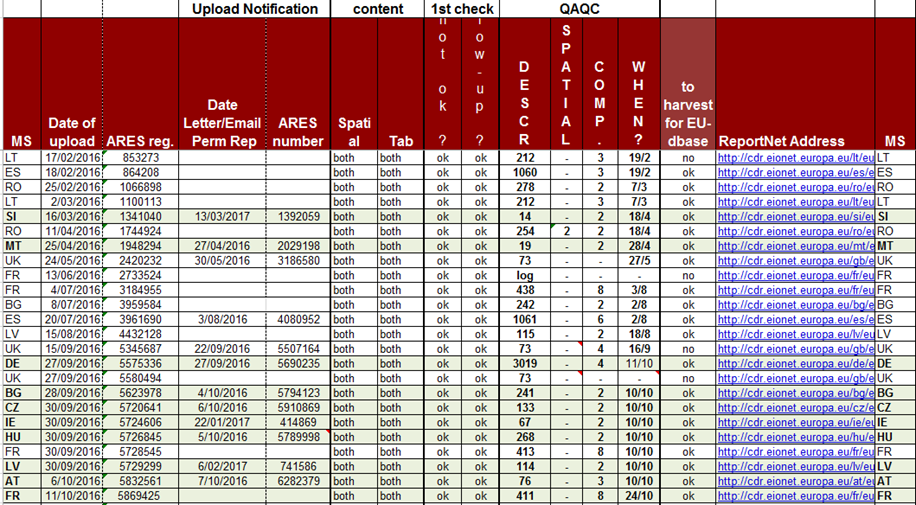 Upload Notification content 1st check QAQC
MS Date of upload ARES reg. Date Letter/Email Perm Rep ARES number Spatial Tab not ok ? low-up ? DESCR SPATIAL COMP. WHEN? to harvest for EU-dbase ReportNet Address MS
LT 17/02/2016 853273 both both ok ok 212 - 3 19/2 no http://cdr.eionet.europa.eu/lt/eu LT
ES 18/02/2016 864208 both both ok ok 1060 - 3 19/2 ok http://cdr.eionet.europa.eu/es/e ES
RO 25/02/2016 1066898 both both ok ok 278 - 2 7/3 ok http://cdr.eionet.europa.eu/ro/eu RO
LT 2/03/2016 1100113 both both ok ok 212 - 3 7/3 ok http://cdr.eionet.europa.eu/lt/eu LT
SI 16/03/2016 1341040 13/03/2017 1392059 both both ok ok 14 - 2 18/4 ok http://cdr.eionet.europa.eu/si/eu SI
RO 11/04/2016 1744924 both both ok ok 254 2 2 18/4 ok http://cdr.eionet.europa.eu/ro/eu RO
MT 25/04/2016 1948294 27/04/2016 2029198 both both ok ok 19 - 2 28/4 ok http://cdr.eionet.europa.eu/mt/e MT
UK 24/05/2016 2420232 30/05/2016 3186580 both both ok ok 73 - - 27/5 ok http://cdr.eionet.europa.eu/gb/e UK
FR 13/06/2016 2733524 both both ok ok log - - - no http://cdr.eionet.europa.eu/fr/eu FR
FR 4/07/2016 3184955 both both ok ok 438 - 8 3/8 ok http://cdr.eionet.europa.eu/fr/eu FR
BG 8/07/2016 3959584 both both ok ok 242 - 2 2/8 ok http://cdr.eionet.europa.eu/bg/e BG
ES 20/07/2016 3961690 3/08/2016 4080952 both both ok ok 1061 - 6 2/8 ok http://cdr.eionet.europa.eu/es/e ES
LV 15/08/2016 4432128 both both ok ok 115 - 2 18/8 ok http://cdr.eionet.europa.eu/lv/eu LV
UK 15/09/2016 5345687 22/09/2016 5507164 both both ok ok 73 - 4 16/9 no http://cdr.eionet.europa.eu/gb/e UK
DE 27/09/2016 5575336 27/09/2016 5690235 both both ok ok 3019 - 4 11/10 ok http://cdr.eionet.europa.eu/de/e DE
UK 27/09/2016 5580494 both both ok ok 73 - - - no http://cdr.eionet.europa.eu/gb/e UK
BG 28/09/2016 5623978 4/10/2016 5794123 both both ok ok 241 - 2 10/10 ok http://cdr.eionet.europa.eu/bg/e BG
CZ 30/09/2016 5720641 6/10/2016 5910869 both both ok ok 133 - 2 10/10 ok http://cdr.eionet.europa.eu/cz/e CZ
IE 30/09/2016 5724606 22/01/2017 414869 both both ok ok 67 - 2 10/10 ok http://cdr.eionet.europa.eu/ie/eu IE
HU 30/09/2016 5726845 5/10/2016 5789998 both both ok ok 268 - 2 10/10 ok http://cdr.eionet.europa.eu/hu/e HU
FR 30/09/2016 5728545 both both ok ok 413 - 8 10/10 ok http://cdr.eionet.europa.eu/fr/eu FR
LV 30/09/2016 5729299 6/02/2017 741586 both both ok ok 114 - 2 10/10 ok http://cdr.eionet.europa.eu/lv/eu LV
AT 6/10/2016 5832561 7/10/2016 6282379 both both ok ok 76 - 3 10/10 ok http://cdr.eionet.europa.eu/at/eu AT
FR 11/10/2016 5869425 both both ok ok 411 - 8 24/10 ok http://cdr.eionet.europa.eu/fr/eu FR